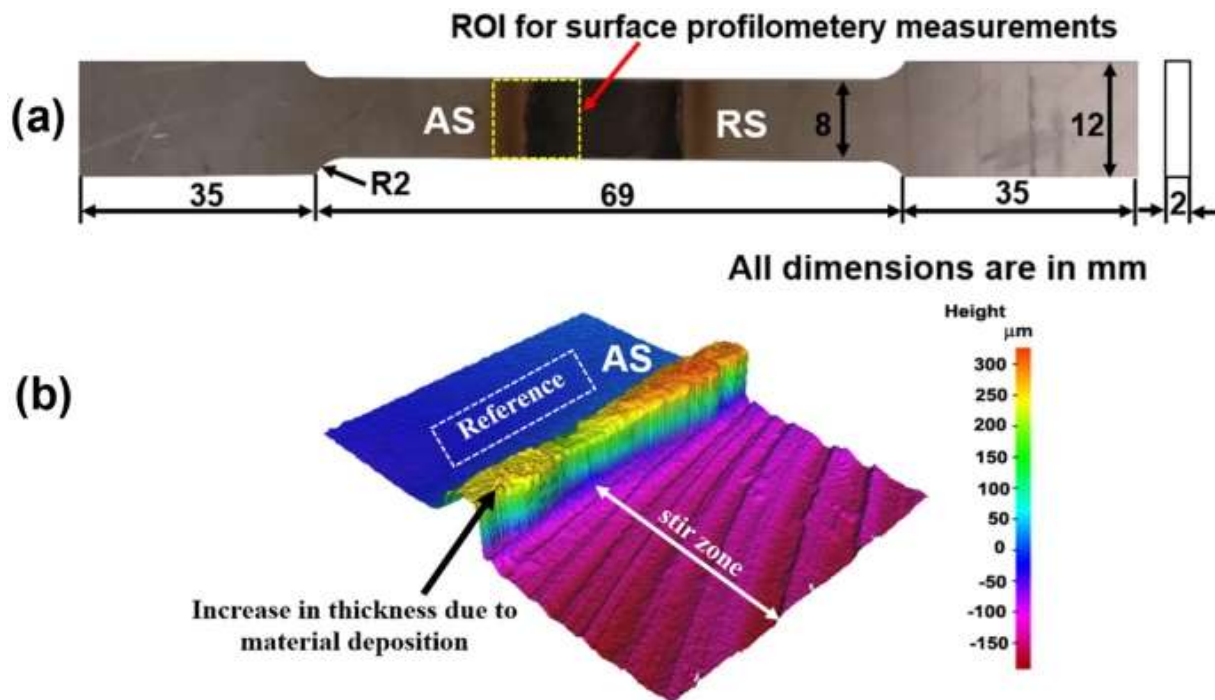 ROI for surface profilometery measurements
(a)
AS
RS
8
12
R2
35
69
35
2
All dimensions are in mm
Height
μm
300
250
150
100
50
0
-50
-100
-150
(b)
AS
Reference
stir zone
Increase in thickness due to
material deposition